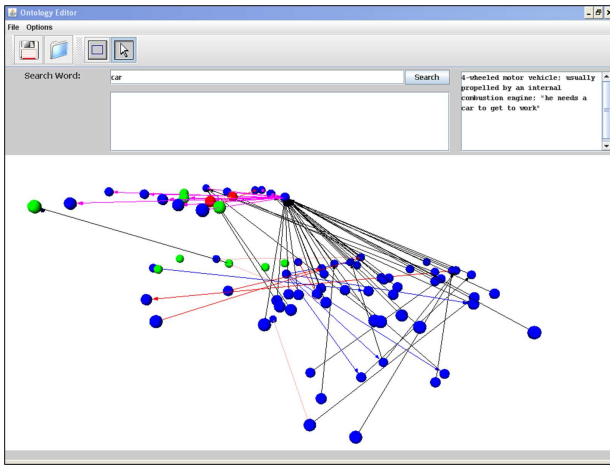 Ontology Editor
File Options
Search Word:
car
Search
4-wheeled motor vehicle; usually
propelled by an internal
combustion engine; "he needs a
car to get to work"